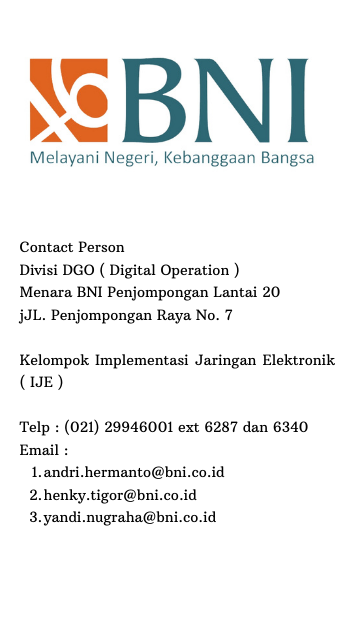 BNI
Melayani Negeri, Kebanggaan Bangsa
Contact Person
Divisi DGO ( Digital Operation )
Menara BNI Penjompongan Lantai 20
jJL. Penjompongan Raya No. 7
Kelompok Implementasi Jaringan Elektronik
( IJE )
Telp : (021) 29946001 ext 6287 dan 6340
Email :
1. andri.hermanto@bni.co.id
2. henky.tigor@bni.co.id
3. yandi.nugraha@bni.co.id